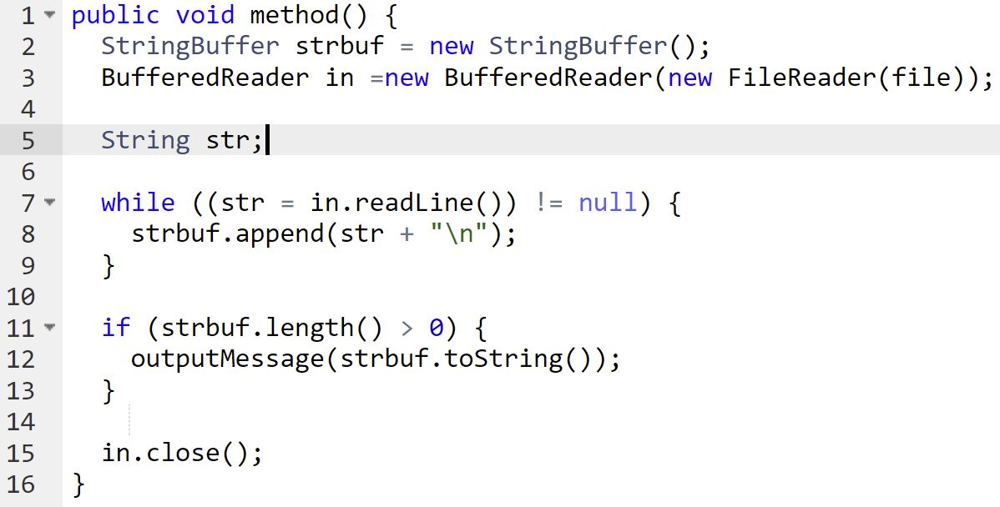 1 public void method() {
2 StringBuffer strbuf = new StringBuffer();
3 BufferedReader in =new BufferedReader(new FileReader(file));
4
5 String str;
6
7 while ((str = in.readLine()) != null) {
8 strbuf.append(str + "\n");
9 }
10
11 if (strbuf.length() > 0) {
12 outputMessage(strbuf.toString());
13 }
14
15 in.close();
16 }